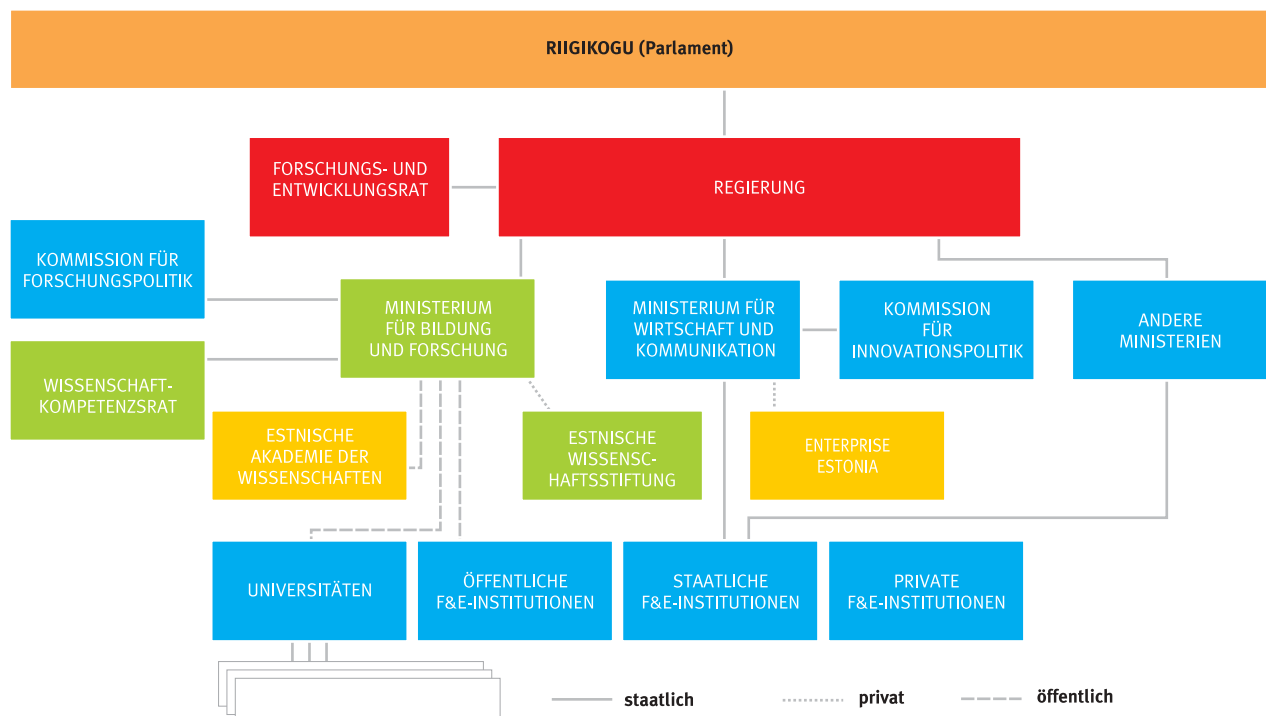 RIIGIKOGU (Parlament)
FORSCHUNGS- UND
ENTWICKLUNGSRAT
REGIERUNG
KOMMISSION FÜR
FORSCHUNGSPOLITIK
MINISTERIUM
FÜR BILDUNG
UND FORSCHUNG
MINISTERIUM FÜR
WIRTSCHAFT UND
KOMMUNIKATION
KOMMISSION
FÜR
INNOVATIONSPOLITIK
ANDERE
MINISTERIEN
WISSENSCHAFT-
KOMPETENZSRAT
ESTNISCHE
AKADEMIE DER
WISSENSCHAFTEN
ESTNISCHE
WISSENSC-
HAFTSSTIFTUNG
ENTERPRISE
ESTONIA
UNIVERSITÄTEN
ÖFFENTLICHE
F&E-INSTITUTIONEN
STAATLICHE
F&E-INSTITUTIONEN
PRIVATE
F&E-INSTITUTIONEN
staatlich
privat
öffentlich